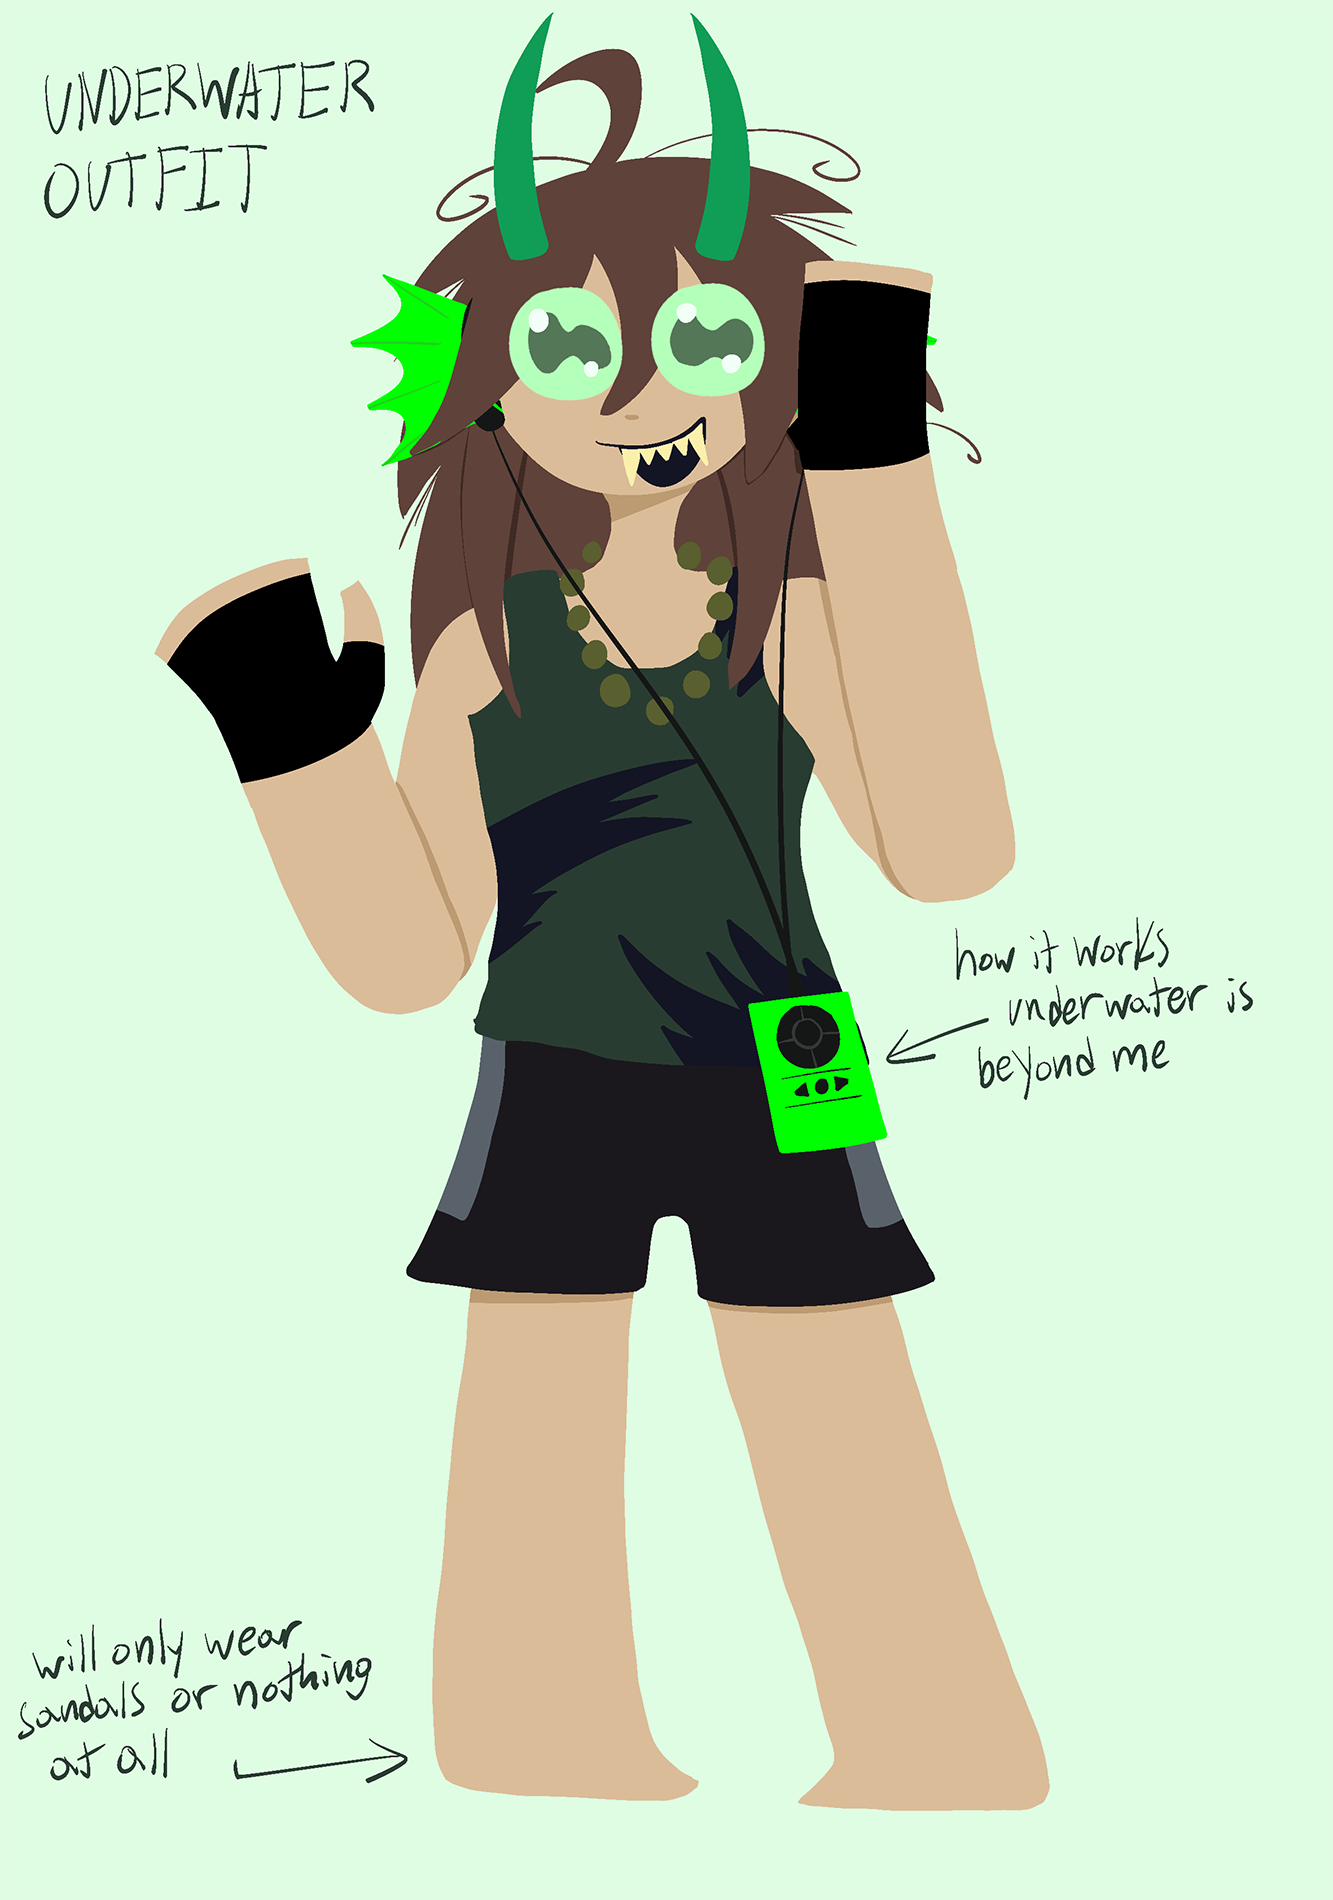 UNDERWATER
OUTFIT
how it works
underwater is
beyond me
will only wear
sandals or nothing
at all